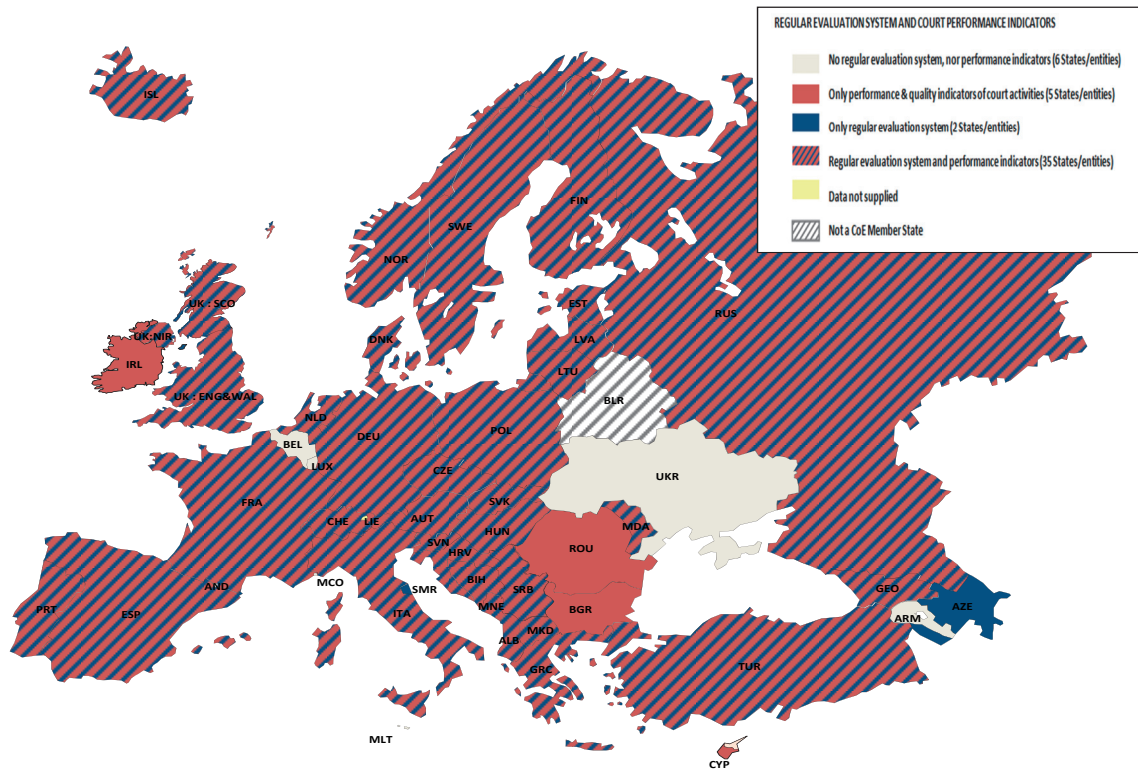 REGULAR EVALUATION SYSTEM AND COURT PERFORMANCE INDICATORS
No regular evaluation system, nor performance indicators (6 States/entities)
Only performance & quality indicators of court activities (5 States/entities)
Only regular evaluation system (2 States/entities)
Regular evaluation system and performance indicators (35 States/entities)
Data not supplied
Not a CoE Member State
ISL
FIN
SWE
NOR
UK : SCO
EST
RUS
UK:NIR
DNK
LVA
IRL
LTU
UK : ENG&WAL
BLR
NLD
POL
DEU
BEL
LUX
CZE
UKR
FRA
SVK
CHE
LIE
AUT
MDA
HUN
SVN
ROU
HRV
MCO
BIH
AND
SMR
SRB
GEO
PRT
ESP
ITA
MNE
BGR
AZE
ARM
MKD
ALB
GRC
TUR
MLT
CYP